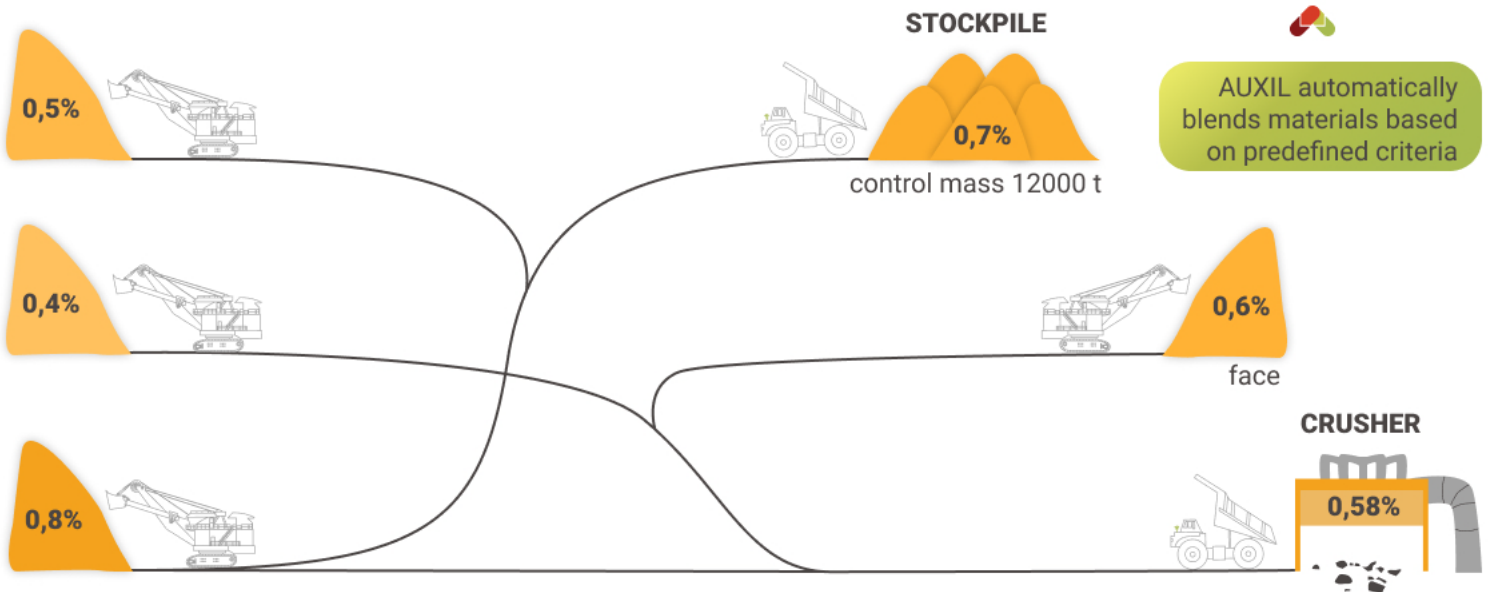 STOCKPILE
0,5%
0,7%
control mass 12000 t
AUXIL automatically
blends materials based
on predefined criteria
0,4%
0,6%
face
CRUSHER
0,8%
0,58%